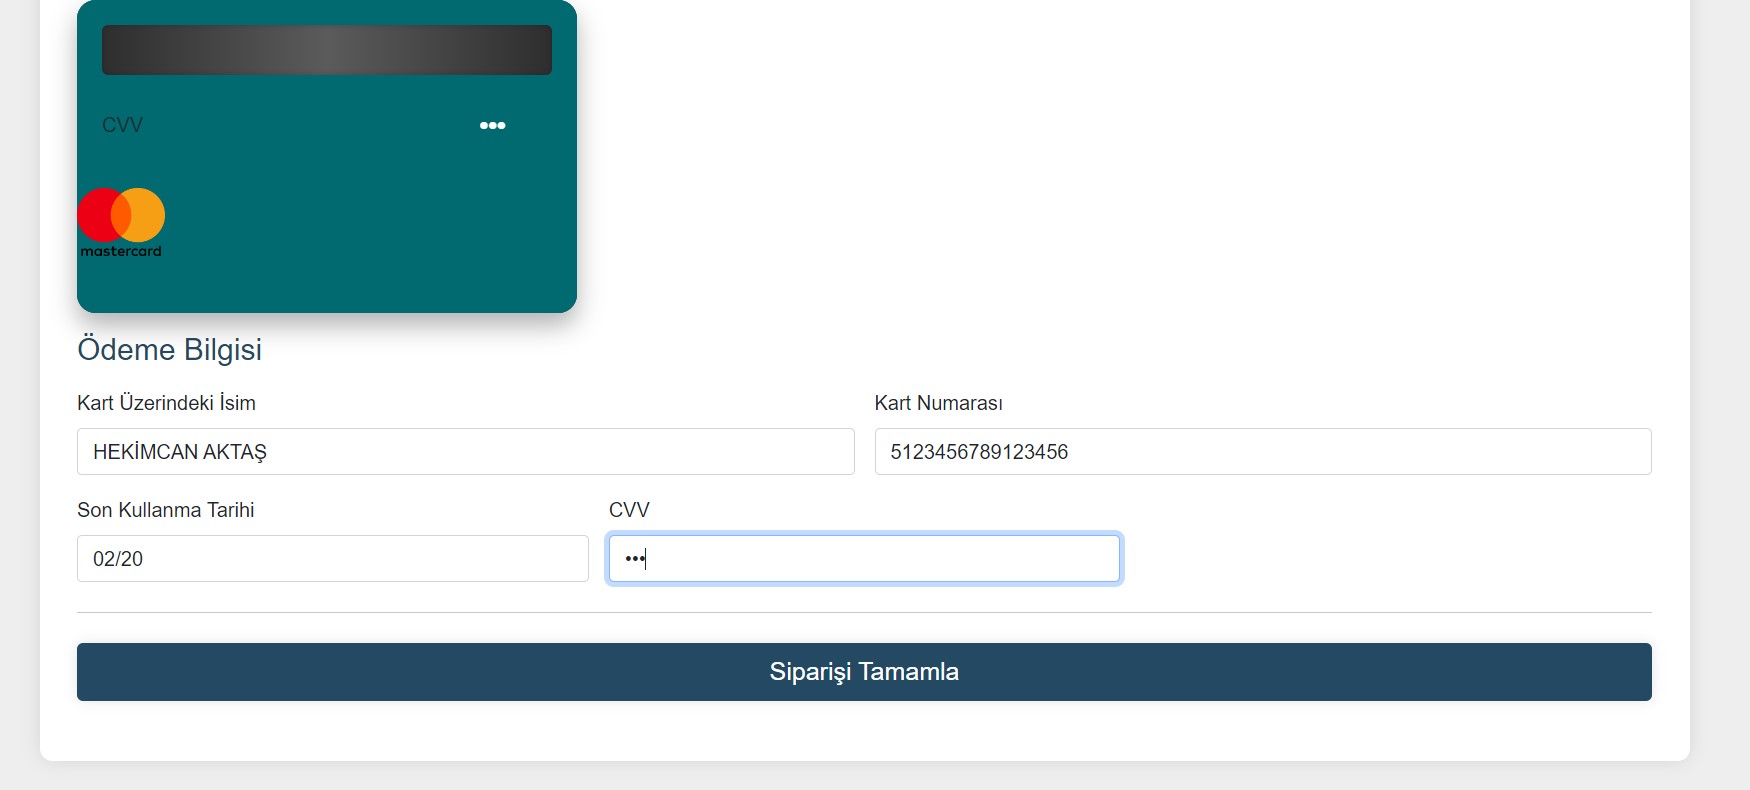 CVV •••
mastercard
Ödeme Bilgisi
Kart Üzerindeki İsim Kart Numarası
HEKİMCAN AKTAŞ 5123456789123456
Son Kullanma Tarihi CVV
02/20 •••
Siparişi Tamamla